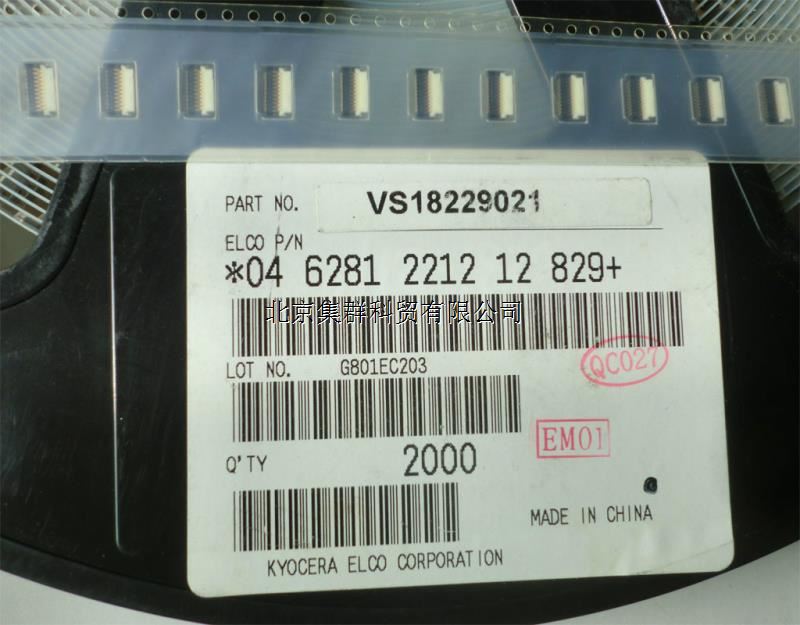 PART NO. VS18229021
ELCO P/N
*04 6281 2212 12 829+
北京集群科贸有限公司
LOT NO. G801EC203
QC027
EM01
Q'TY 2000
MADE IN CHINA
KYOCERA ELCO CORPORATION